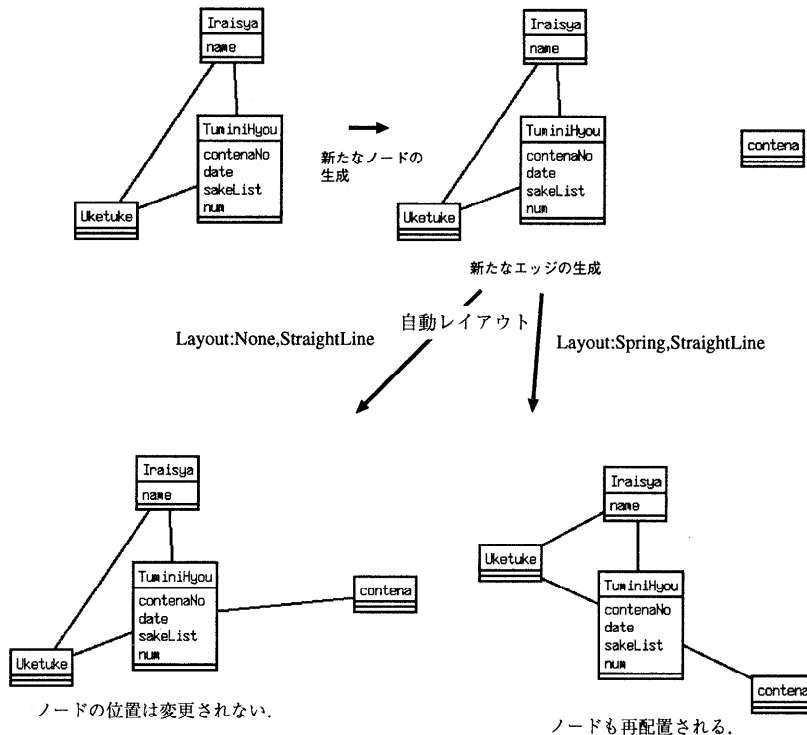 Iraisya
name
TuminiHyou
contenaNo
date
sakeList
num
Uketuke
新たなノードの
生成
Iraisya
name
TuminiHyou
contenaNo
date
sakeList
num
Uketuke
contena
新たなエッジの生成
自動レイアウト
Layout:None,StraightLine
Layout:Spring,StraightLine
Iraisya
name
TuminiHyou
contenaNo
date
sakeList
num
Uketuke
contena
ノードの位置は変更されない.
Iraisya
name
Uketuke
TuminiHyou
contenaNo
date
sakeList
num
contena
ノードも再配置される.